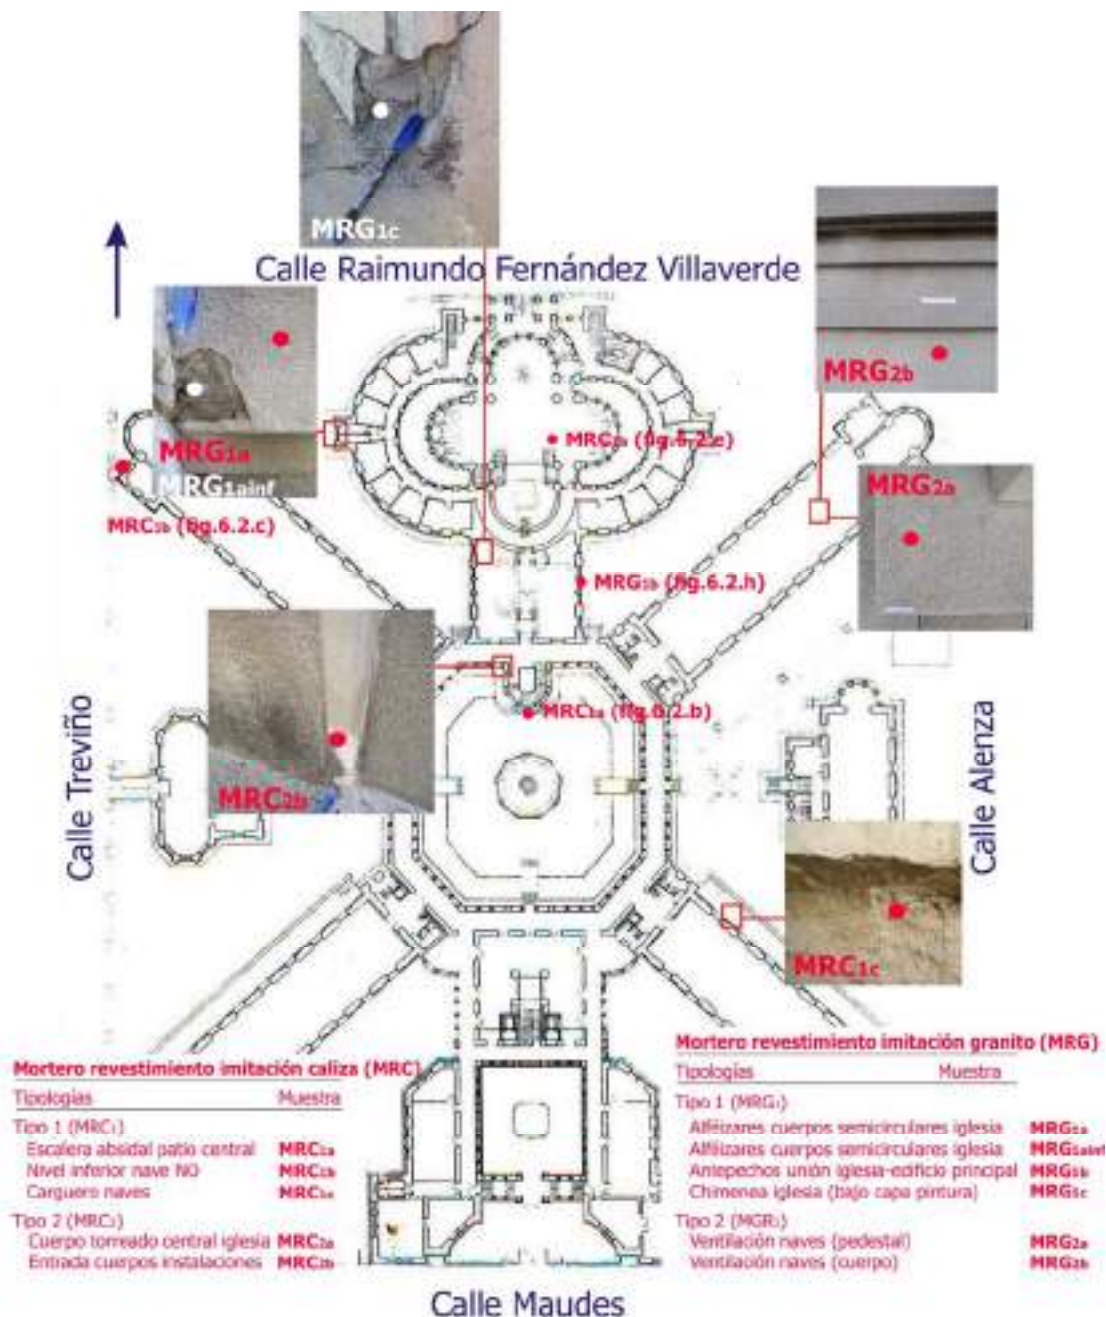 MRG1c
Calle Raimundo Fernández Villaverde
MRG2b
MRG1a
MRG1ainf
MRC2a (fig.6.2.e)
MRG2a
MRC1b (fig.6.2.c)
MRG1b (fig.6.2.h)
MRC1a (fig.6.2.b)
MRC2b
Calle Treviño
Calle Alenza
MRC1c
Mortero revestimiento imitación caliza (MRC)
Tipologías Muestra
Tipo 1 (MRC1)
Escalera absidal patio central MRC1a
Nivel inferior nave NO MRC1b
Carguero naves MRC1c
Tipo 2 (MRC2)
Cuerpo torreado central iglesia MRC2a
Entrada cuerpos instalaciones MRC2b
Mortero revestimiento imitación granito (MRG)
Tipologías Muestra
Tipo 1 (MRG1)
Alféizares cuerpos semicirculares iglesia MRG1a
Alféizares cuerpos semicirculares iglesia MRG1ainf
Antepechos unión iglesia-edificio principal MRG1b
Chimenea iglesia (bajo capa pintura) MRG1c
Tipo 2 (MGR2)
Ventilación naves (pedestal) MRG2a
Ventilación naves (cuerpo) MRG2b
Calle Maudes